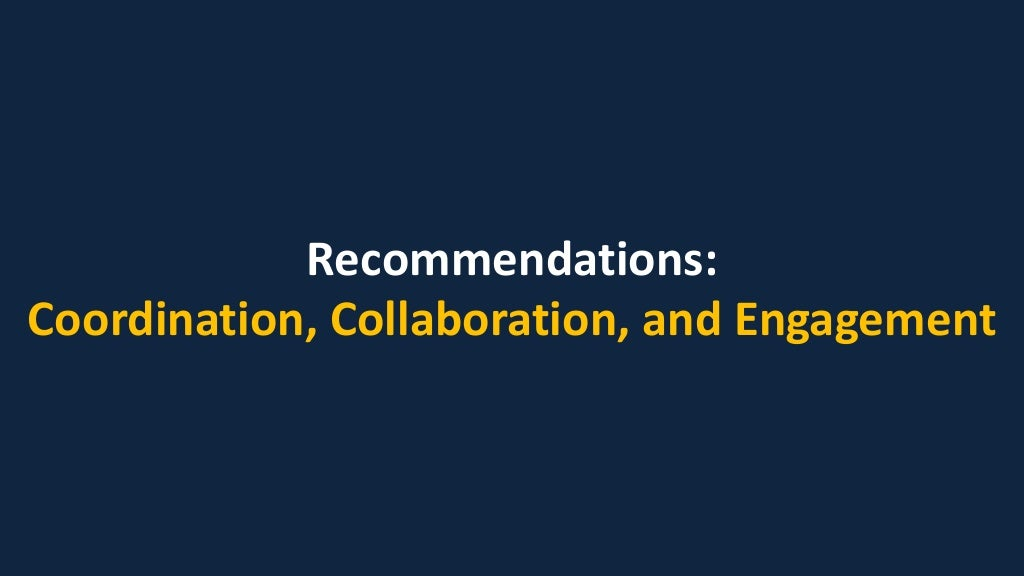 Recommendations:
Coordination, Collaboration, and Engagement